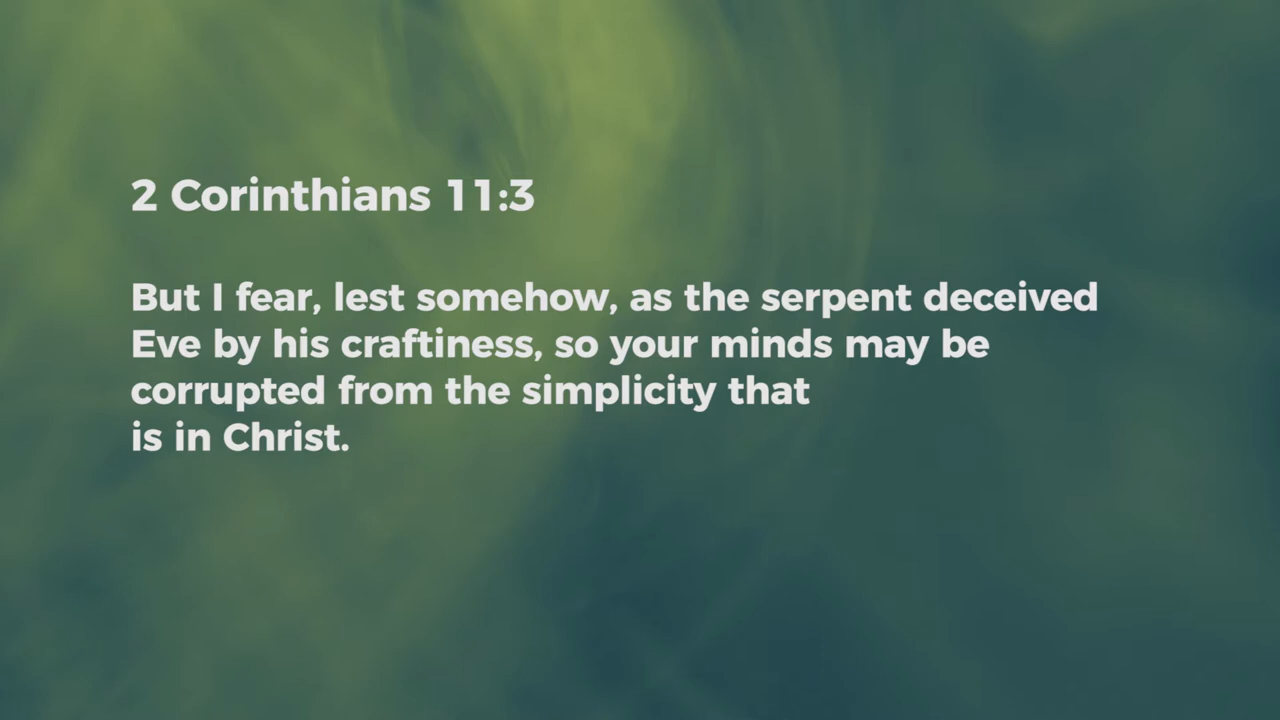 2 Corinthians 11:3
But I fear, lest somehow, as the serpent deceived
Eve by his craftiness, so your minds may be
corrupted from the simplicity that
is in Christ.